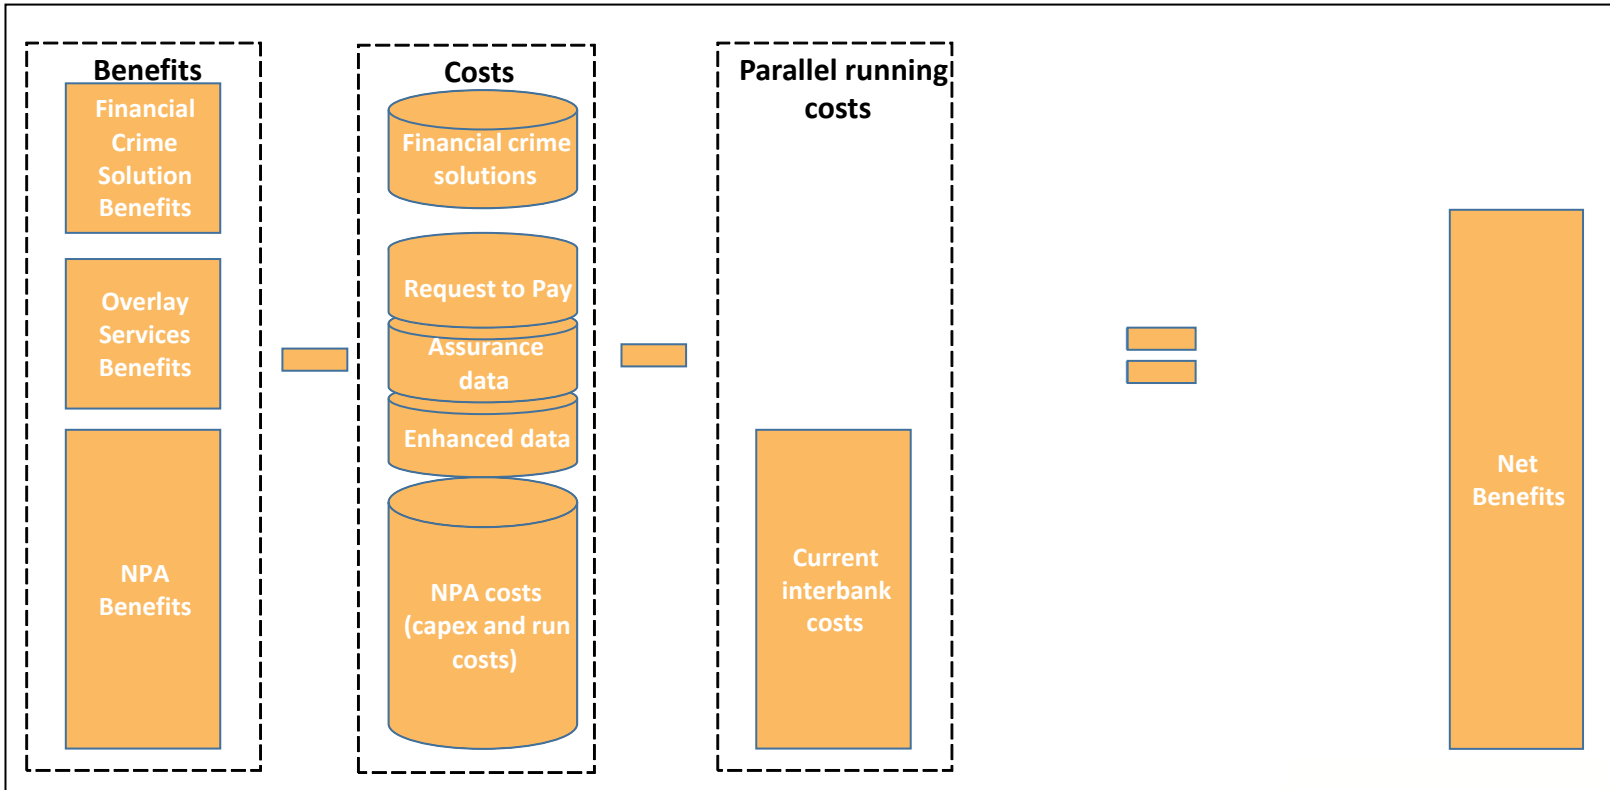 Benefits
Financial
Crime
Solution
Benefits
Overlay
Services
Benefits
NPA
Benefits
Costs
Financial crime
solutions
Request to Pay
Assurance
data
Enhanced data
NPA costs
(capex and run
costs)
Parallel running
costs
Current
interbank
costs
Net
Benefits